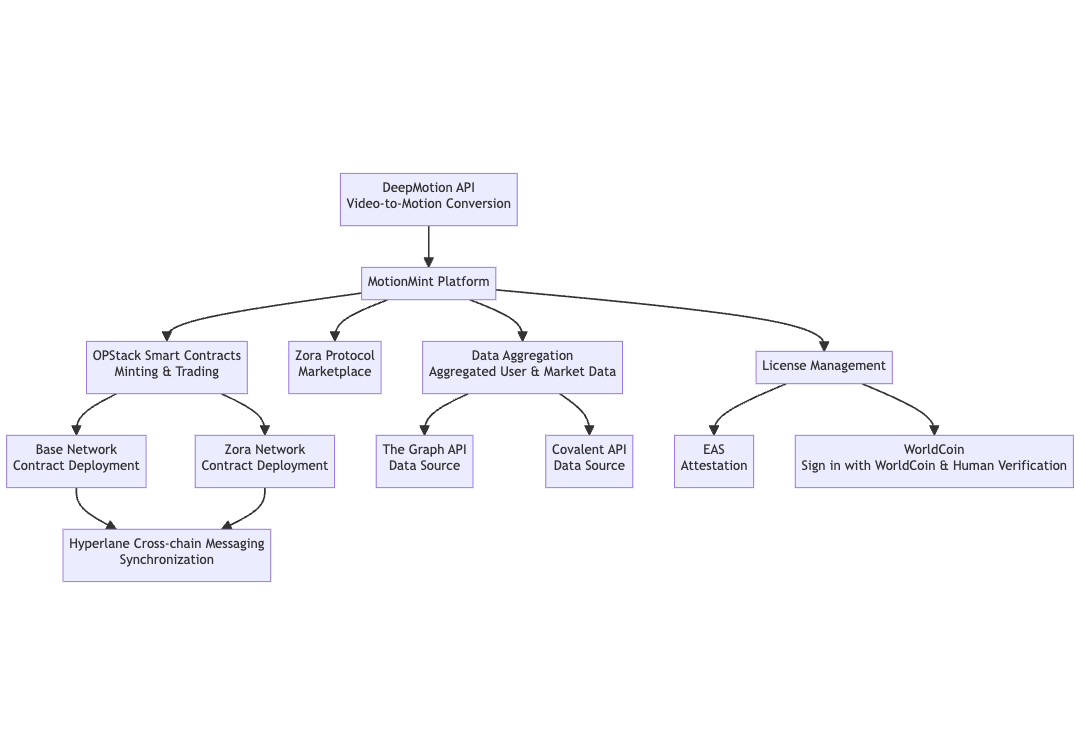 DeepMotion API
Video-to-Motion Conversion
MotionMint Platform
OPStack Smart Contracts
Minting & Trading
Zora Protocol
Marketplace
Data Aggregation
Aggregated User & Market Data
License Management
Base Network
Contract Deployment
Zora Network
Contract Deployment
The Graph API
Data Source
Covalent API
Data Source
EAS
Attestation
WorldCoin
Sign in with WorldCoin & Human Verification
Hyperlane Cross-chain Messaging
Synchronization